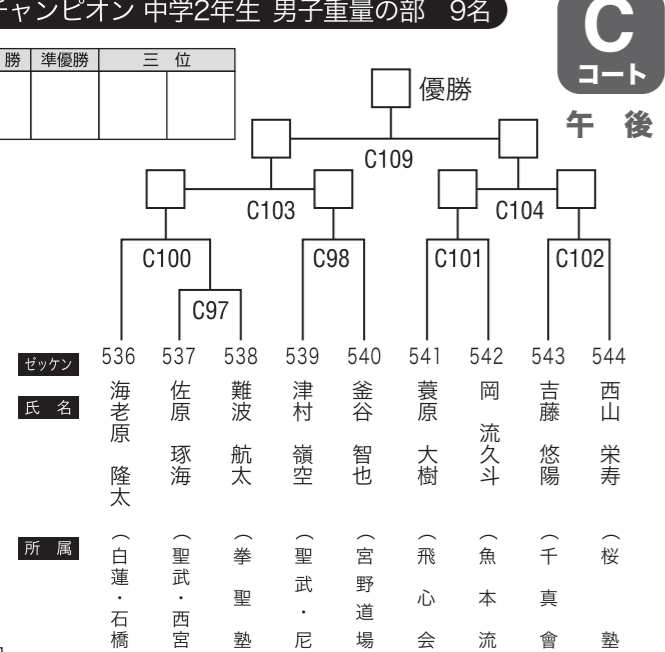 チャンピオン 中学2年生 男子重量の部 9名
C
コート
午 後
勝 準優勝 三 位
優勝
C109
C103 C104
C100 C98 C101 C102
C97
ゼッケン 536 537 538 539 540 541 542 543 544
氏 名
海老原 隆太
佐原 琢海
難波 航太
津村 嶺空
釜谷 智也
蓑原 大樹
岡 流久斗
吉藤 悠陽
西山 栄寿
所 属
（白蓮・石橋
（聖武・西宮
（拳聖塾
（聖武・尼
（宮野道場
（飛心会
（魚本流
（千真會
（桜塾